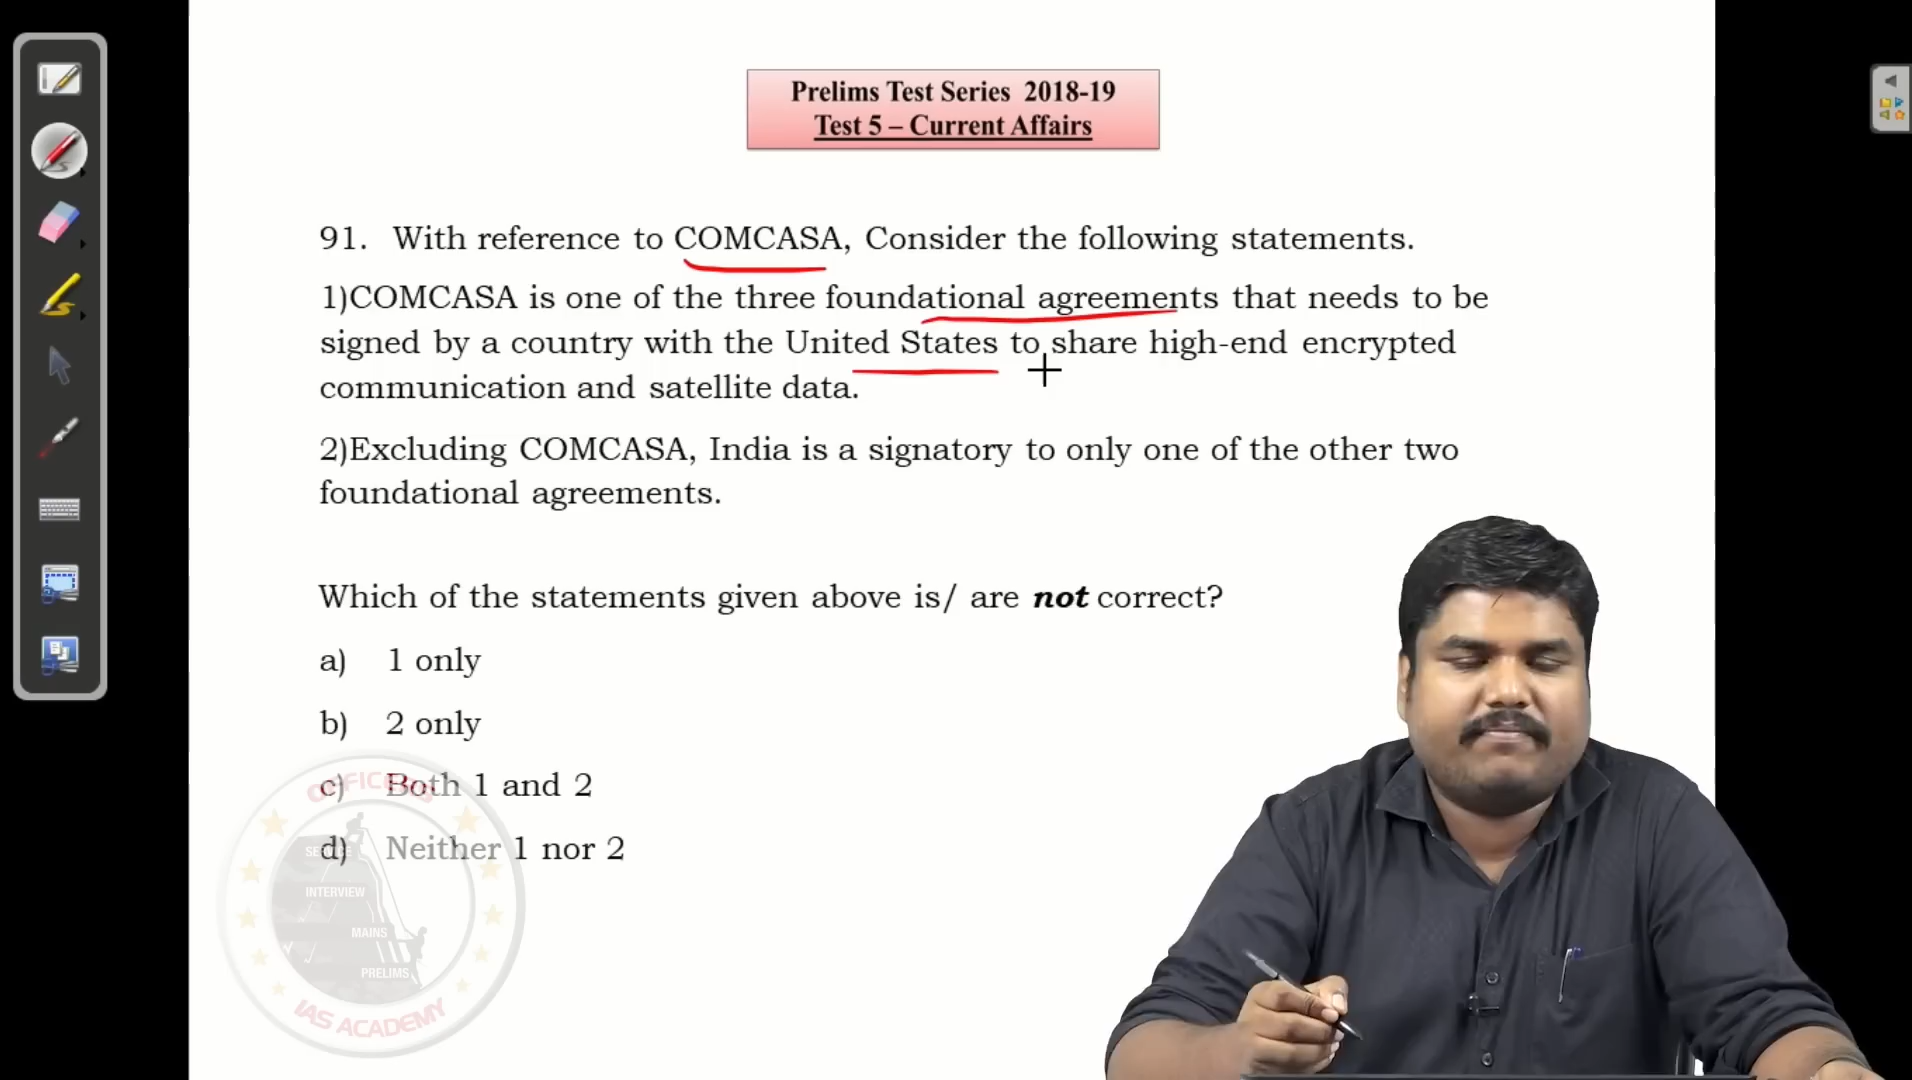 Prelims Test Series 2018-19
Test 5 – Current Affairs
91. With reference to COMCASA, Consider the following statements.
1)COMCASA is one of the three foundational agreements that needs to be
signed by a country with the United States to share high-end encrypted
communication and satellite data.
2)Excluding COMCASA, India is a signatory to only one of the other two
foundational agreements.
Which of the statements given above is/ are not correct?
a) 1 only
b) 2 only
c) Both 1 and 2
d) Neither 1 nor 2
OFFICERS
SERVICE
INTERVIEW
MAINS
PRELIMS
IAS ACADEMY